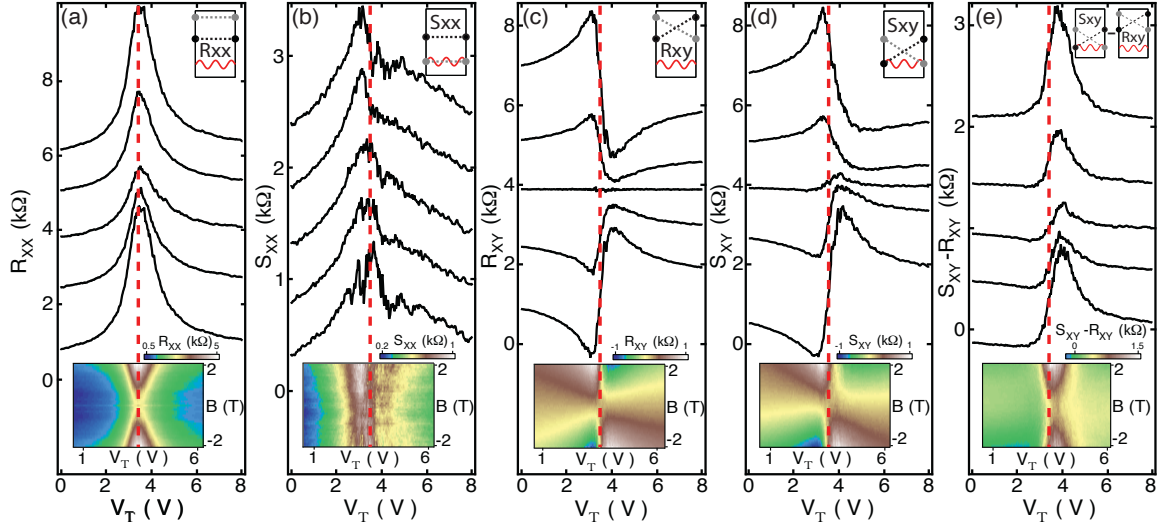 (a)
Rxx
R_XX (kΩ)
8
6
4
2
0
0.5 R_XX (kΩ) 5
2
B (T)
-2
1
V_T ( V )
6
0
2
4
6
8
V_T ( V )
(b)
Sxx
S_XX (kΩ)
3
2
1
0
0.2 S_XX (kΩ) 1
2
B (T)
-2
1
V_T ( V )
6
0
2
4
6
8
V_T ( V )
(c)
Rxy
R_XY (kΩ)
8
6
4
2
0
-1 R_XY (kΩ) 1
2
B (T)
-2
1
V_T ( V )
6
0
2
4
6
8
V_T ( V )
(d)
Sxy
S_XY (kΩ)
8
6
4
2
0
-1 S_XY (kΩ) 1
2
B (T)
-2
1
V_T ( V )
6
0
2
4
6
8
V_T ( V )
(e)
Sxy
-
Rxy
S_XY-R_XY (kΩ)
3
2
1
0
S_XY -R_XY (kΩ)
0
1.5
2
B (T)
-2
1
V_T ( V )
6
0
2
4
6
8
V_T ( V )